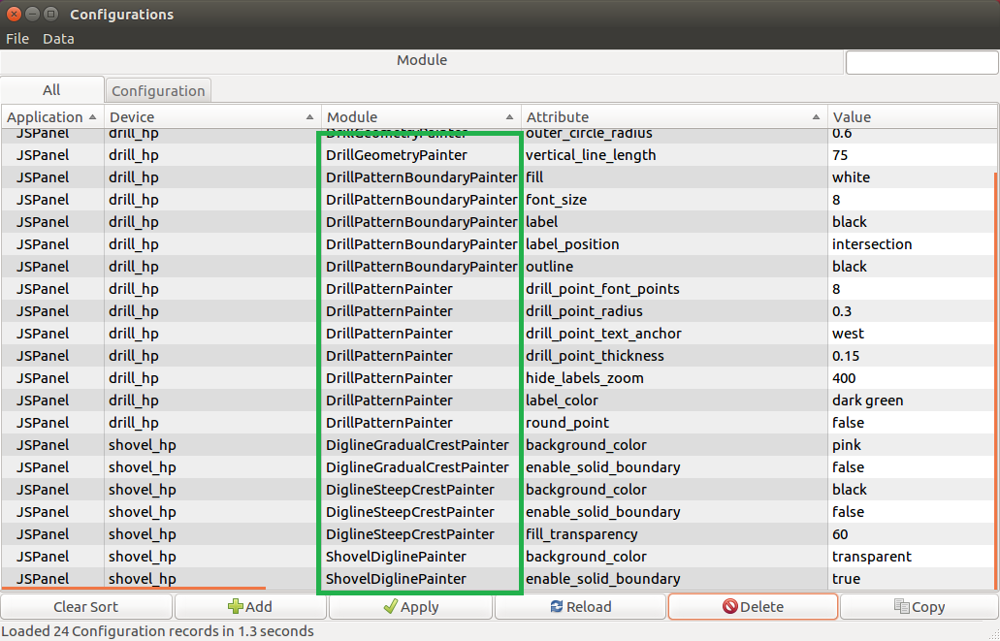 Configurations
File Data
Module
All Configuration
Application Device Module Attribute Value
JSPanel drill_hp DrillGeometryPainter outer_circle_radius 0.6
JSPanel drill_hp DrillGeometryPainter vertical_line_length 75
JSPanel drill_hp DrillPatternBoundaryPainter fill white
JSPanel drill_hp DrillPatternBoundaryPainter font_size 8
JSPanel drill_hp DrillPatternBoundaryPainter label black
JSPanel drill_hp DrillPatternBoundaryPainter label_position intersection
JSPanel drill_hp DrillPatternBoundaryPainter outline black
JSPanel drill_hp DrillPatternPainter drill_point_font_points 8
JSPanel drill_hp DrillPatternPainter drill_point_radius 0.3
JSPanel drill_hp DrillPatternPainter drill_point_text_anchor west
JSPanel drill_hp DrillPatternPainter drill_point_thickness 0.15
JSPanel drill_hp DrillPatternPainter hide_labels_zoom 400
JSPanel drill_hp DrillPatternPainter label_color dark green
JSPanel drill_hp DrillPatternPainter round_point false
JSPanel shovel_hp DiglineGradualCrestPainter background_color pink
JSPanel shovel_hp DiglineGradualCrestPainter enable_solid_boundary false
JSPanel shovel_hp DiglineSteepCrestPainter background_color black
JSPanel shovel_hp DiglineSteepCrestPainter enable_solid_boundary false
JSPanel shovel_hp DiglineSteepCrestPainter fill_transparency 60
JSPanel shovel_hp ShovelDiglinePainter background_color transparent
JSPanel shovel_hp ShovelDiglinePainter enable_solid_boundary true
Clear Sort Add Apply Reload Delete Copy
Loaded 24 Configuration records in 1.3 seconds